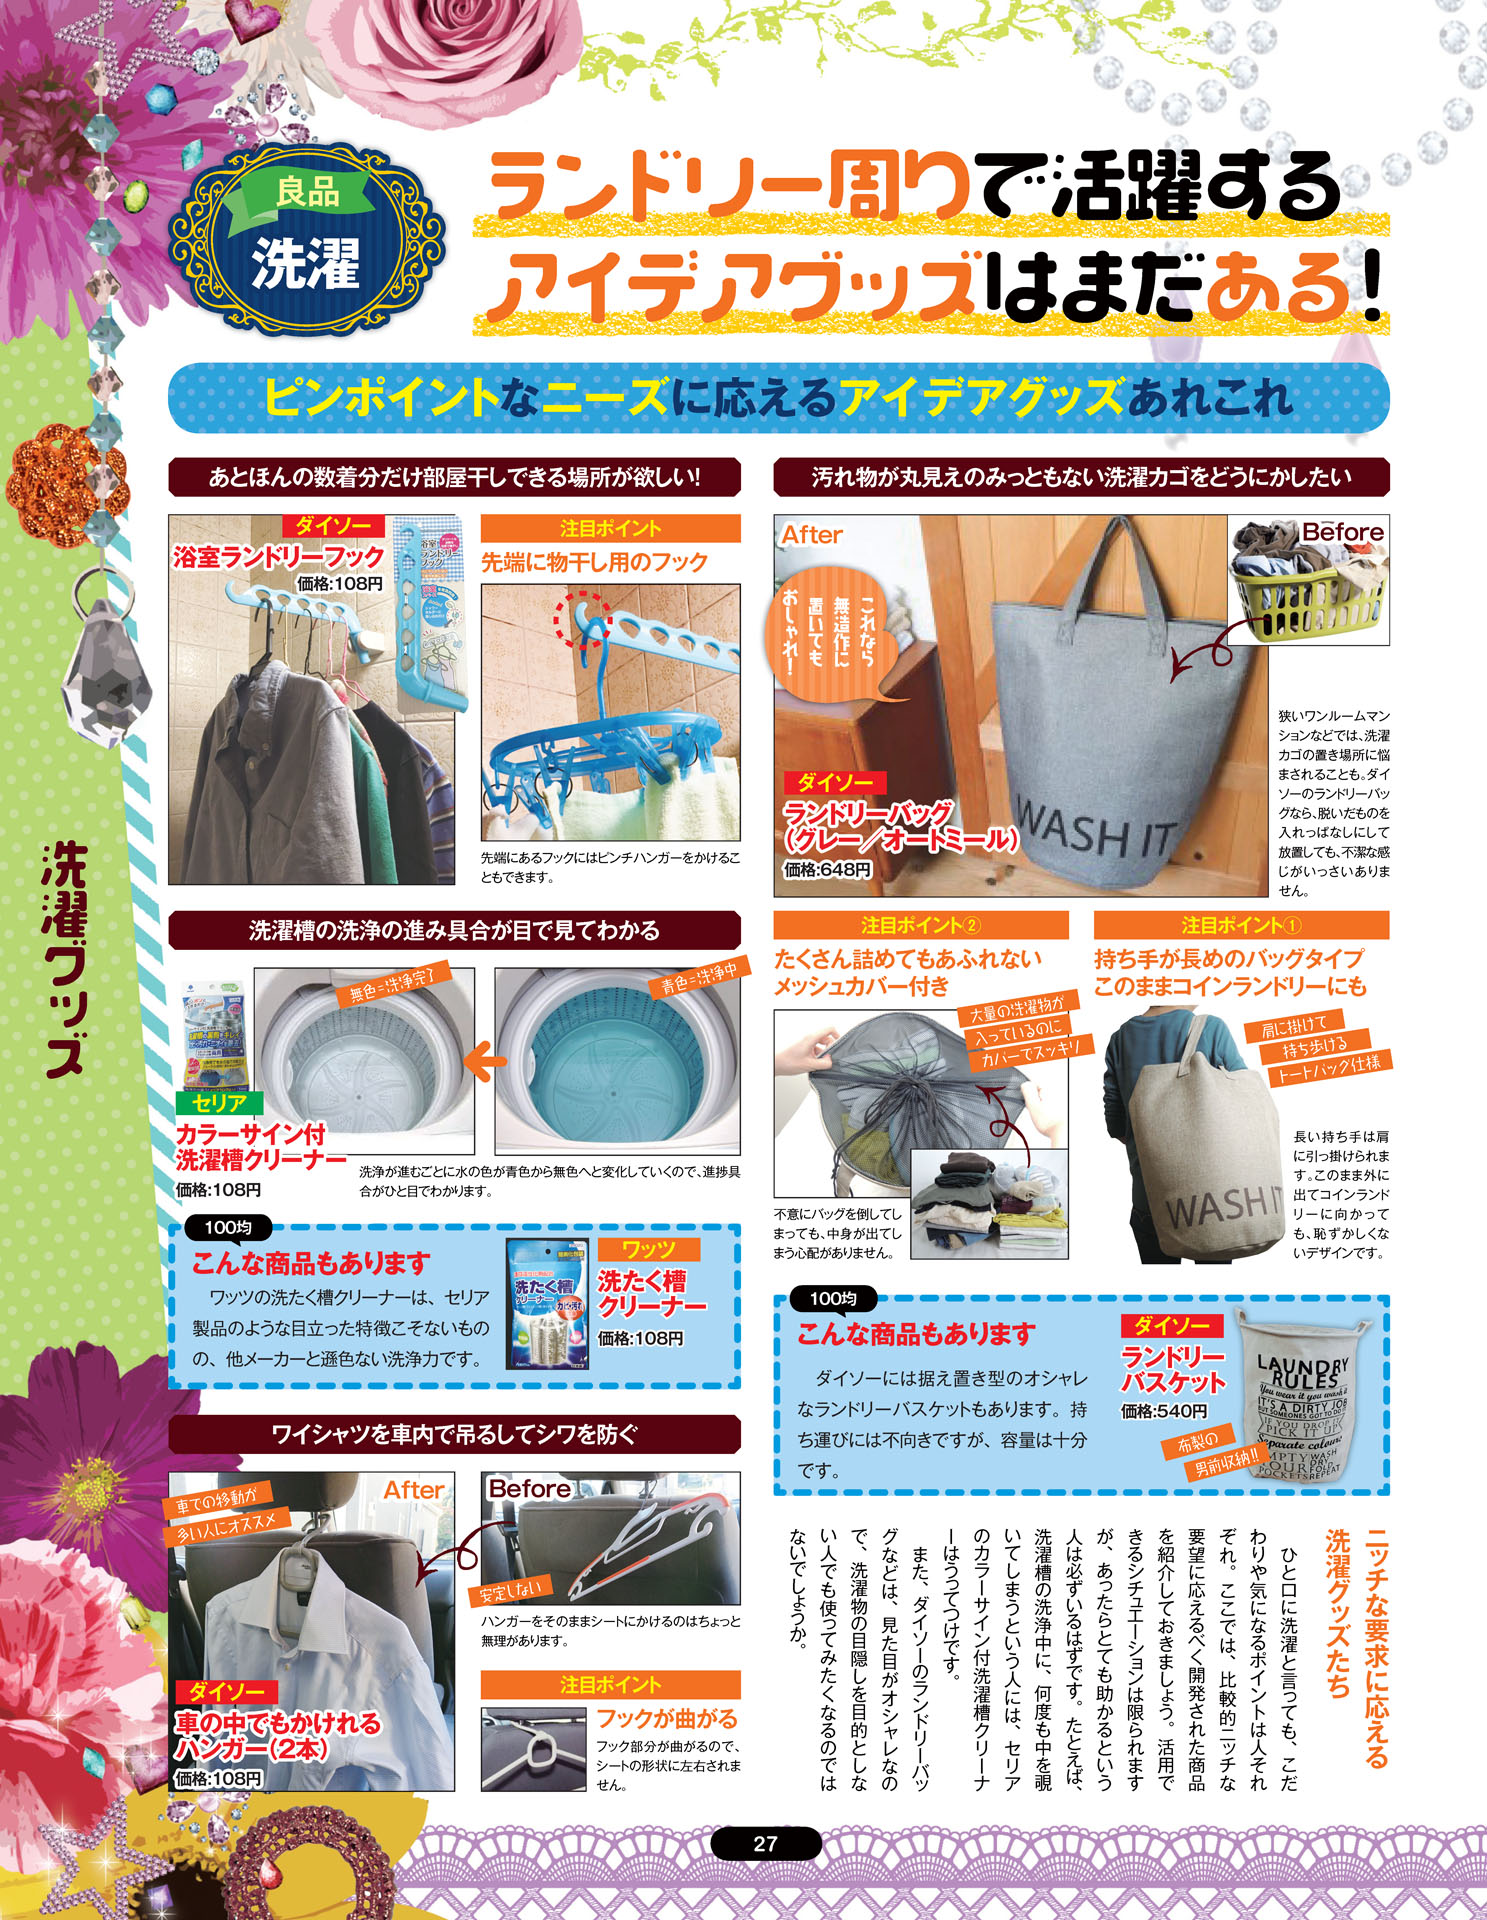 良品
洗濯
ランドリー周りで活躍する
アイデアグッズはまだある!
ピンポイントなニーズに応えるアイデアグッズあれこれ
洗濯グッズ
あとほんの数着分だけ部屋干しできる場所が欲しい!
ダイソー
浴室ランドリーフック
価格:108円
注目ポイント
先端に物干し用のフック
先端にあるフックにはピンチハンガーをかけるこ
ともできます。
洗濯槽の洗浄の進み具合が目で見てわかる
無色=洗浄完了
青色=洗浄中
セリア
カラーサイン付
洗濯槽クリーナー
価格:108円
洗浄が進むごとに水の色が青色から無色へと変化していくので、進捗具
合がひと目でわかります。
100均
こんな商品もあります
ワッツの洗たく槽クリーナーは、セリア
製品のような目立った特徴こそないもの
の、他メーカーと遜色ない洗浄力です。
洗たく槽
クリーナー
ワッツ
洗たく槽
クリーナー
価格:108円
ワイシャツを車内で吊るしてシワを防ぐ
車での移動が
多い人にオススメ
After
Before
安定しない
ハンガーをそのままシートにかけるのはちょっと
無理があります。
ダイソー
車の中でもかけれる
ハンガー(2本)
価格:108円
注目ポイント
フックが曲がる
フック部分が曲がるので、
シートの形状に左右されま
せん。
汚れ物が丸見えのみっともない洗濯カゴをどうにかしたい
After
Before
これなら
無造作に
置いても
おしゃれ!
WASH IT
ダイソー
ランドリーバッグ
(グレー/オートミール)
価格:648円
狭いワンルームマン
ションなどでは、洗濯
カゴの置き場所に悩
まされることも。ダイ
ソーのランドリーバッ
グなら、脱いだものを
入れっぱなしにして
放置しても、不潔な感
じがいっさいありま
せん。
注目ポイント①
持ち手が長めのバッグタイプ
このままコインランドリーにも
肩に掛けて
持ち歩ける
トートバッグ仕様
WASH IT
長い持ち手は肩
に引っ掛けられま
す。このまま外に
出てコインランド
リーに向かって
も、恥ずかしくな
いデザインです。
注目ポイント②
たくさん詰めてもあふれない
メッシュカバー付き
大量の洗濯物が
入っているのに
カバーでスッキリ
不意にバッグを倒してし
まっても、中身が出てし
まう心配がありません。
100均
こんな商品もあります
ダイソーには据え置き型のオシャレ
なランドリーバスケットもあります。持
ち運びには不向きですが、容量は十分
です。
ダイソー
ランドリー
バスケット
価格:540円
布製の
男前収納!!
LAUNDRY
RULES
You wear it you wash it
IT'S A DIRTY JOB
BUT SOMEONES GOT TO DO IT
IF YOU DROP IT
PICK IT UP
Separate colours
EMPTY YOUR POCKETS
WASH DRY FOLD REPEAT
ニッチな要求に応える
洗濯グッズたち
ひと口に洗濯と言っても、こだ
わりや気になるポイントは人それ
ぞれ。ここでは、比較的ニッチな
要望に応えるべく開発された商品
を紹介しておきましょう。活用で
きるシチュエーションは限られます
が、あったらとても助かるという
人は必ずいるはずです。たとえば、
洗濯槽の洗浄中に、何度も中を覗
いてしまうという人には、セリア
のカラーサイン付洗濯槽クリーナ
ーはうってつけです。
また、ダイソーのランドリーバッ
グなどは、見た目がオシャレなの
で、洗濯物の目隠しを目的としな
い人でも使ってみたくなるのでは
ないでしょうか。
27